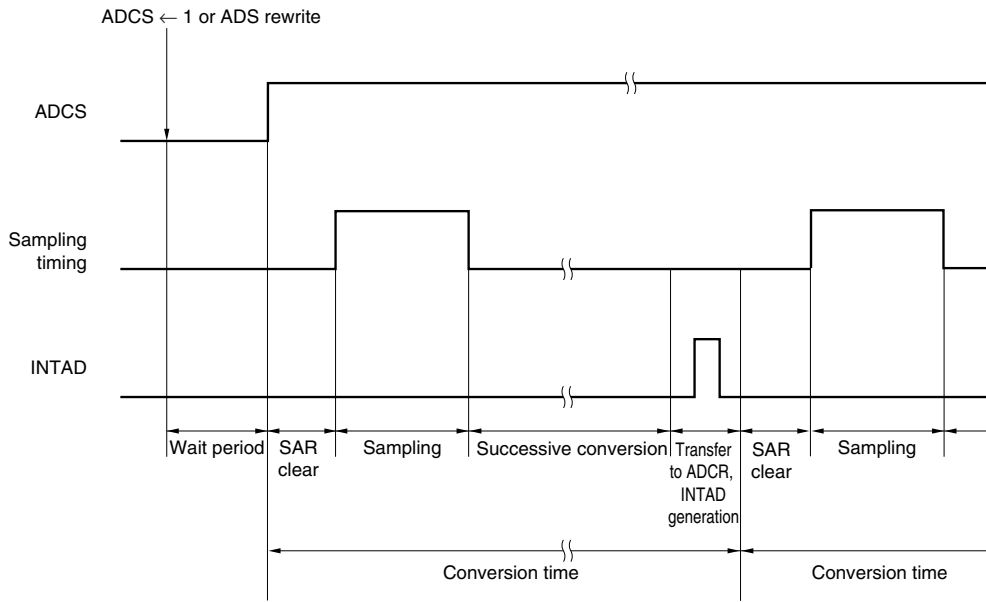 ADCS ← 1 or ADS rewrite
ADCS
Sampling
timing
INTAD
Wait period
SAR
clear
Sampling
Successive conversion
Transfer
to ADCR,
INTAD
generation
SAR
clear
Sampling
Conversion time
Conversion time